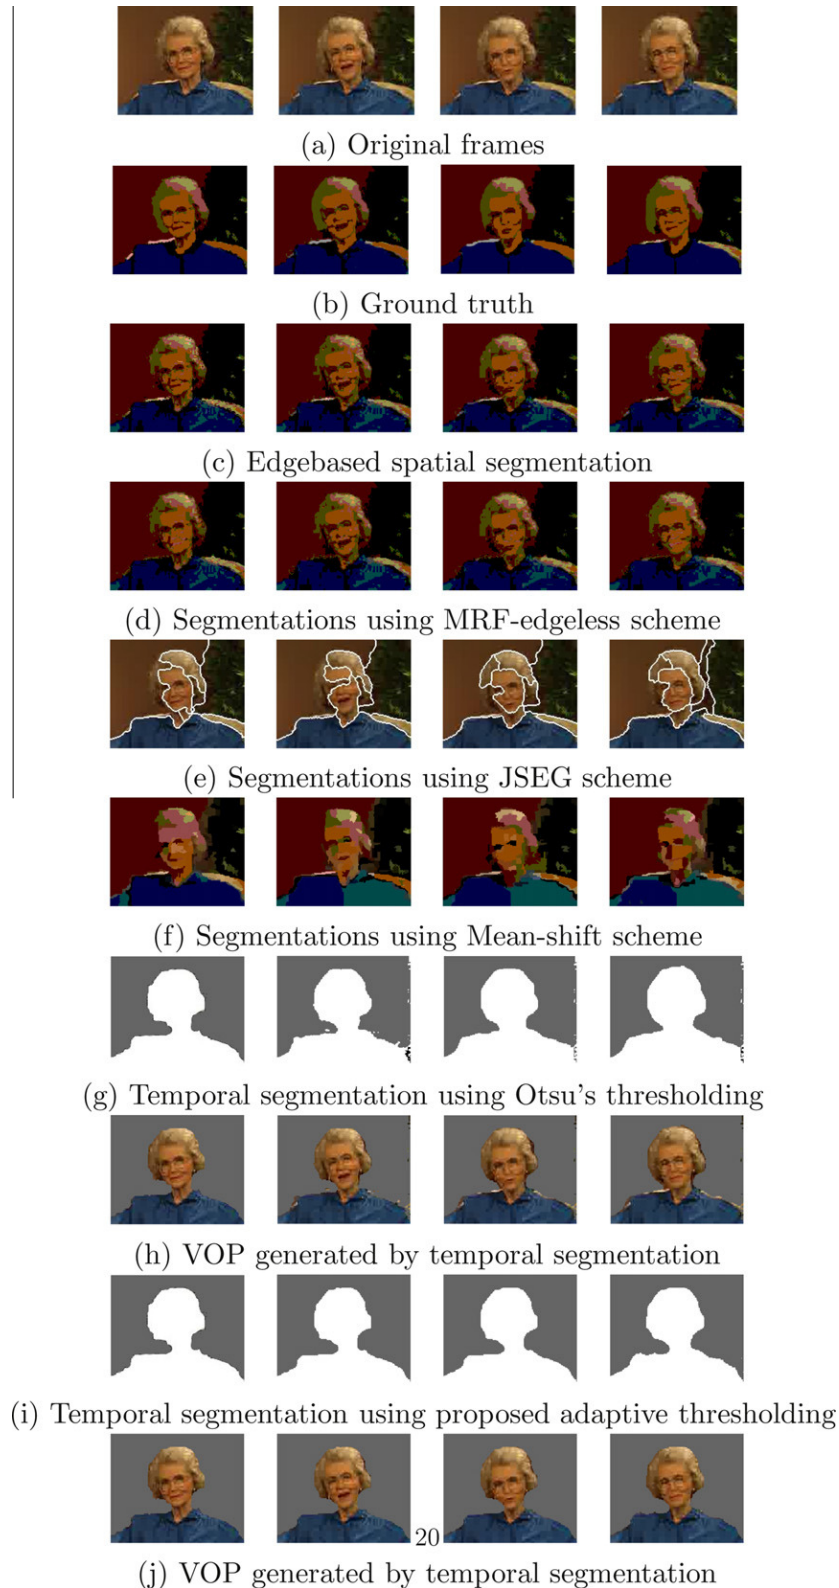 (a) Original frames
(b) Ground truth
(c) Edgebased spatial segmentation
(d) Segmentations using MRF-edgeless scheme
(e) Segmentations using JSEG scheme
(f) Segmentations using Mean-shift scheme
(g) Temporal segmentation using Otsu's thresholding
(h) VOP generated by temporal segmentation
(i) Temporal segmentation using proposed adaptive thresholding
20
(j) VOP generated by temporal segmentation